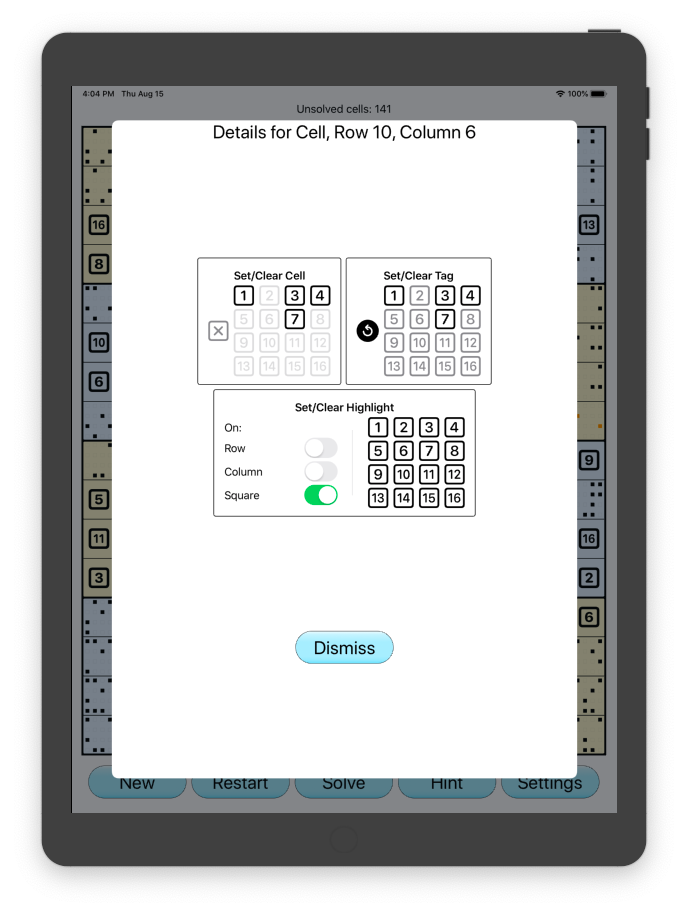 4:04 PM Thu Aug 15 100%
Unsolved cells: 141
Details for Cell, Row 10, Column 6
16 13
8
Set/Clear Cell Set/Clear Tag
1 2 3 4 1 2 3 4
5 6 7 8 5 6 7 8
10 9 10 11 12 9 10 11 12
13 14 15 16 13 14 15 16
6
Set/Clear Highlight
On: 1 2 3 4
Row 5 6 7 8
Column 9 10 11 12
9
Square 13 14 15 16
5
11 16
3 2
6
Dismiss
New Restart Solve Hint Settings